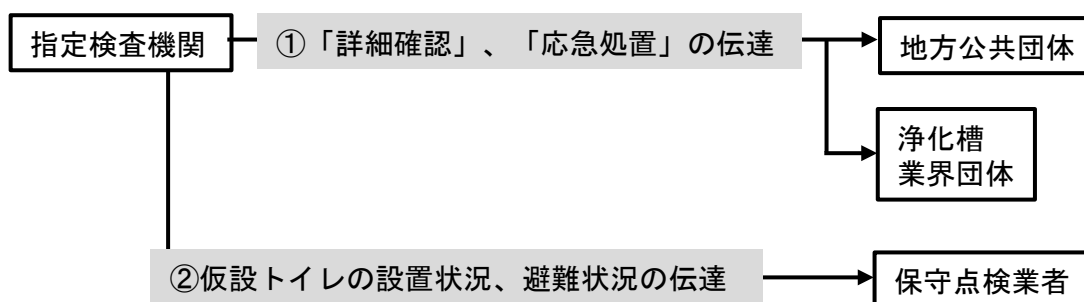 指定検査機関
①「詳細確認」、「応急処置」の伝達
地方公共団体
浄化槽
業界団体
②仮設トイレの設置状況、避難状況の伝達
保守点検業者